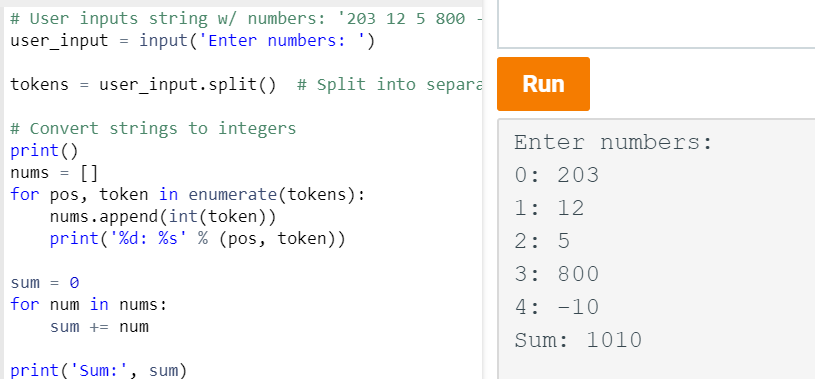 # User inputs string w/ numbers: '203 12 5 800 -
user_input = input('Enter numbers: ')
tokens = user_input.split()  # Split into separa
# Convert strings to integers
print()
nums = []
for pos, token in enumerate(tokens):
    nums.append(int(token))
    print('%d: %s' % (pos, token))
sum = 0
for num in nums:
    sum += num
print('Sum:', sum)
Run
Enter numbers:
0: 203
1: 12
2: 5
3: 800
4: -10
Sum: 1010